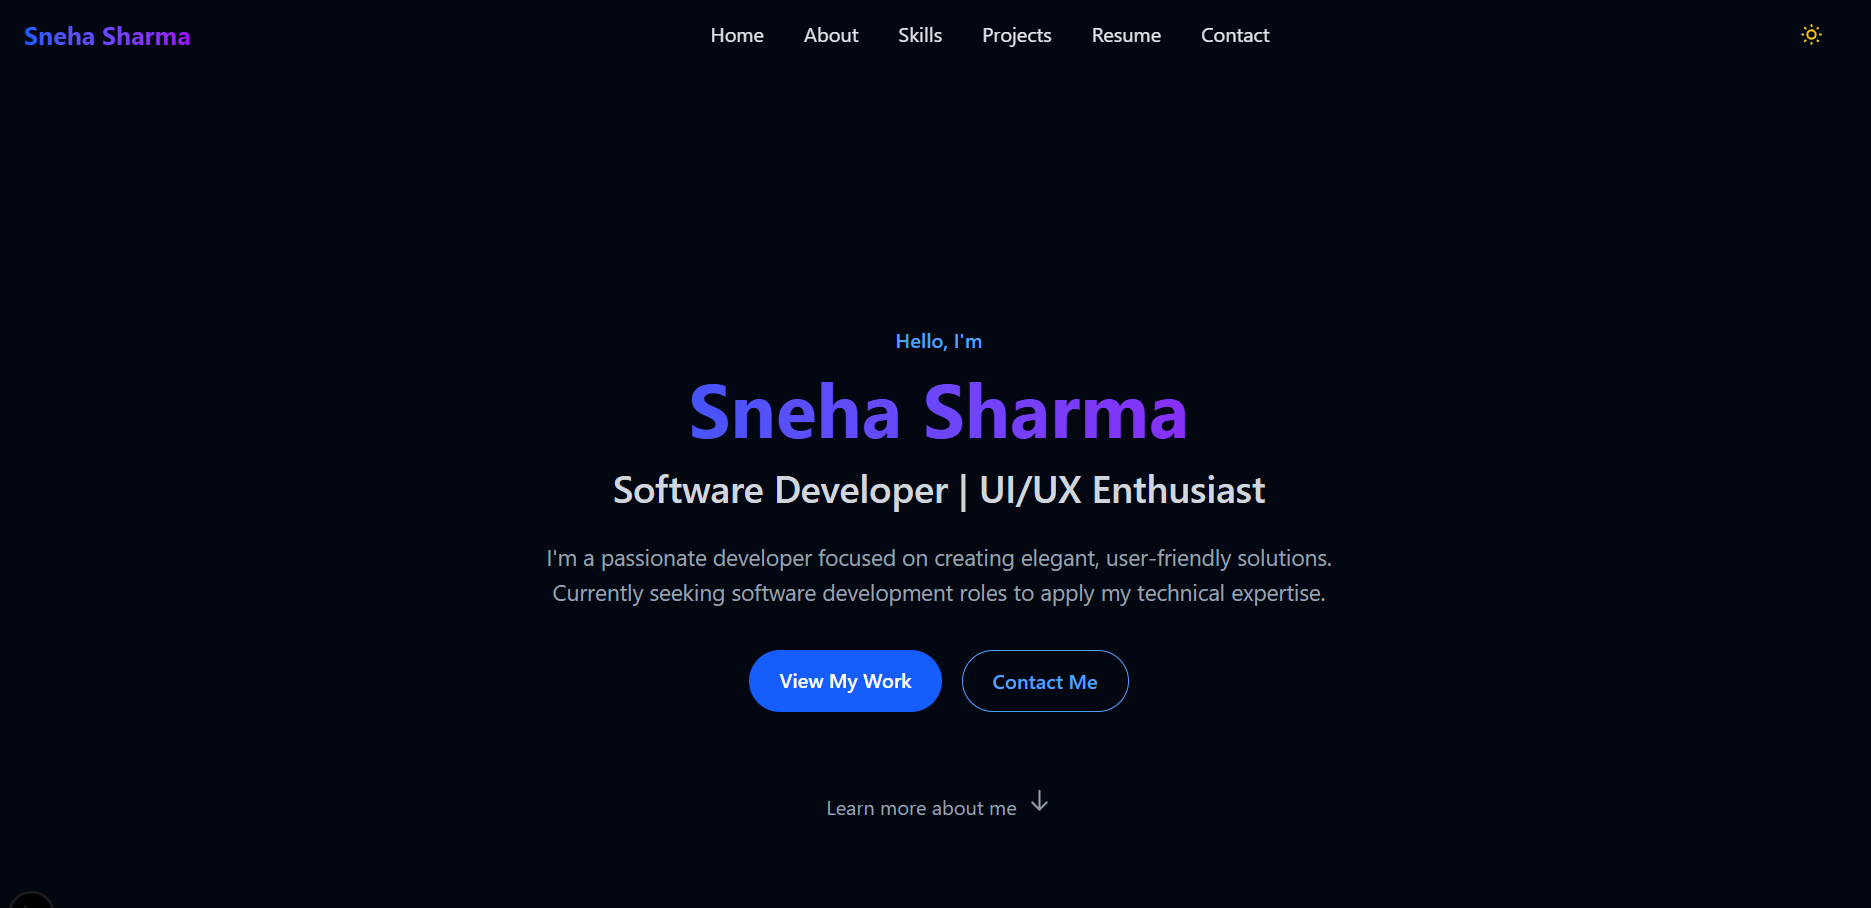 Sneha Sharma
Home About Skills Projects Resume Contact
Hello, I'm
Sneha Sharma
Software Developer | UI/UX Enthusiast
I'm a passionate developer focused on creating elegant, user-friendly solutions.
Currently seeking software development roles to apply my technical expertise.
View My Work Contact Me
Learn more about me